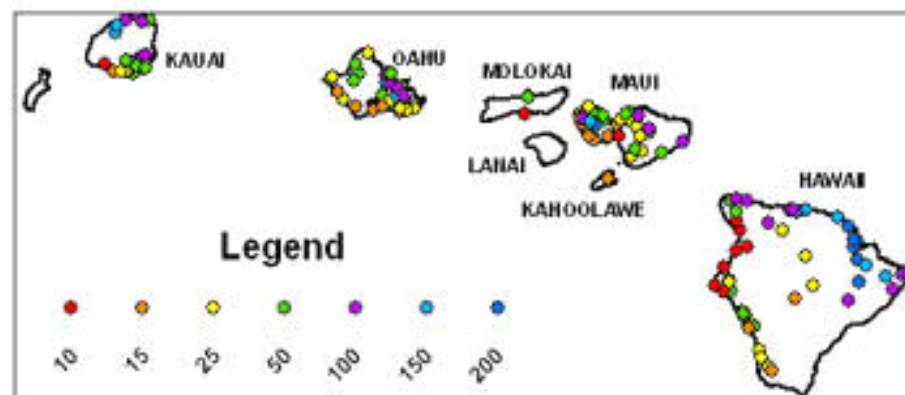 KAUAI
OAHU
MOLOKAI
MAUI
LANAI
KAHOOLAWE
HAWAII
Legend
10 15 25 50 100 150 200